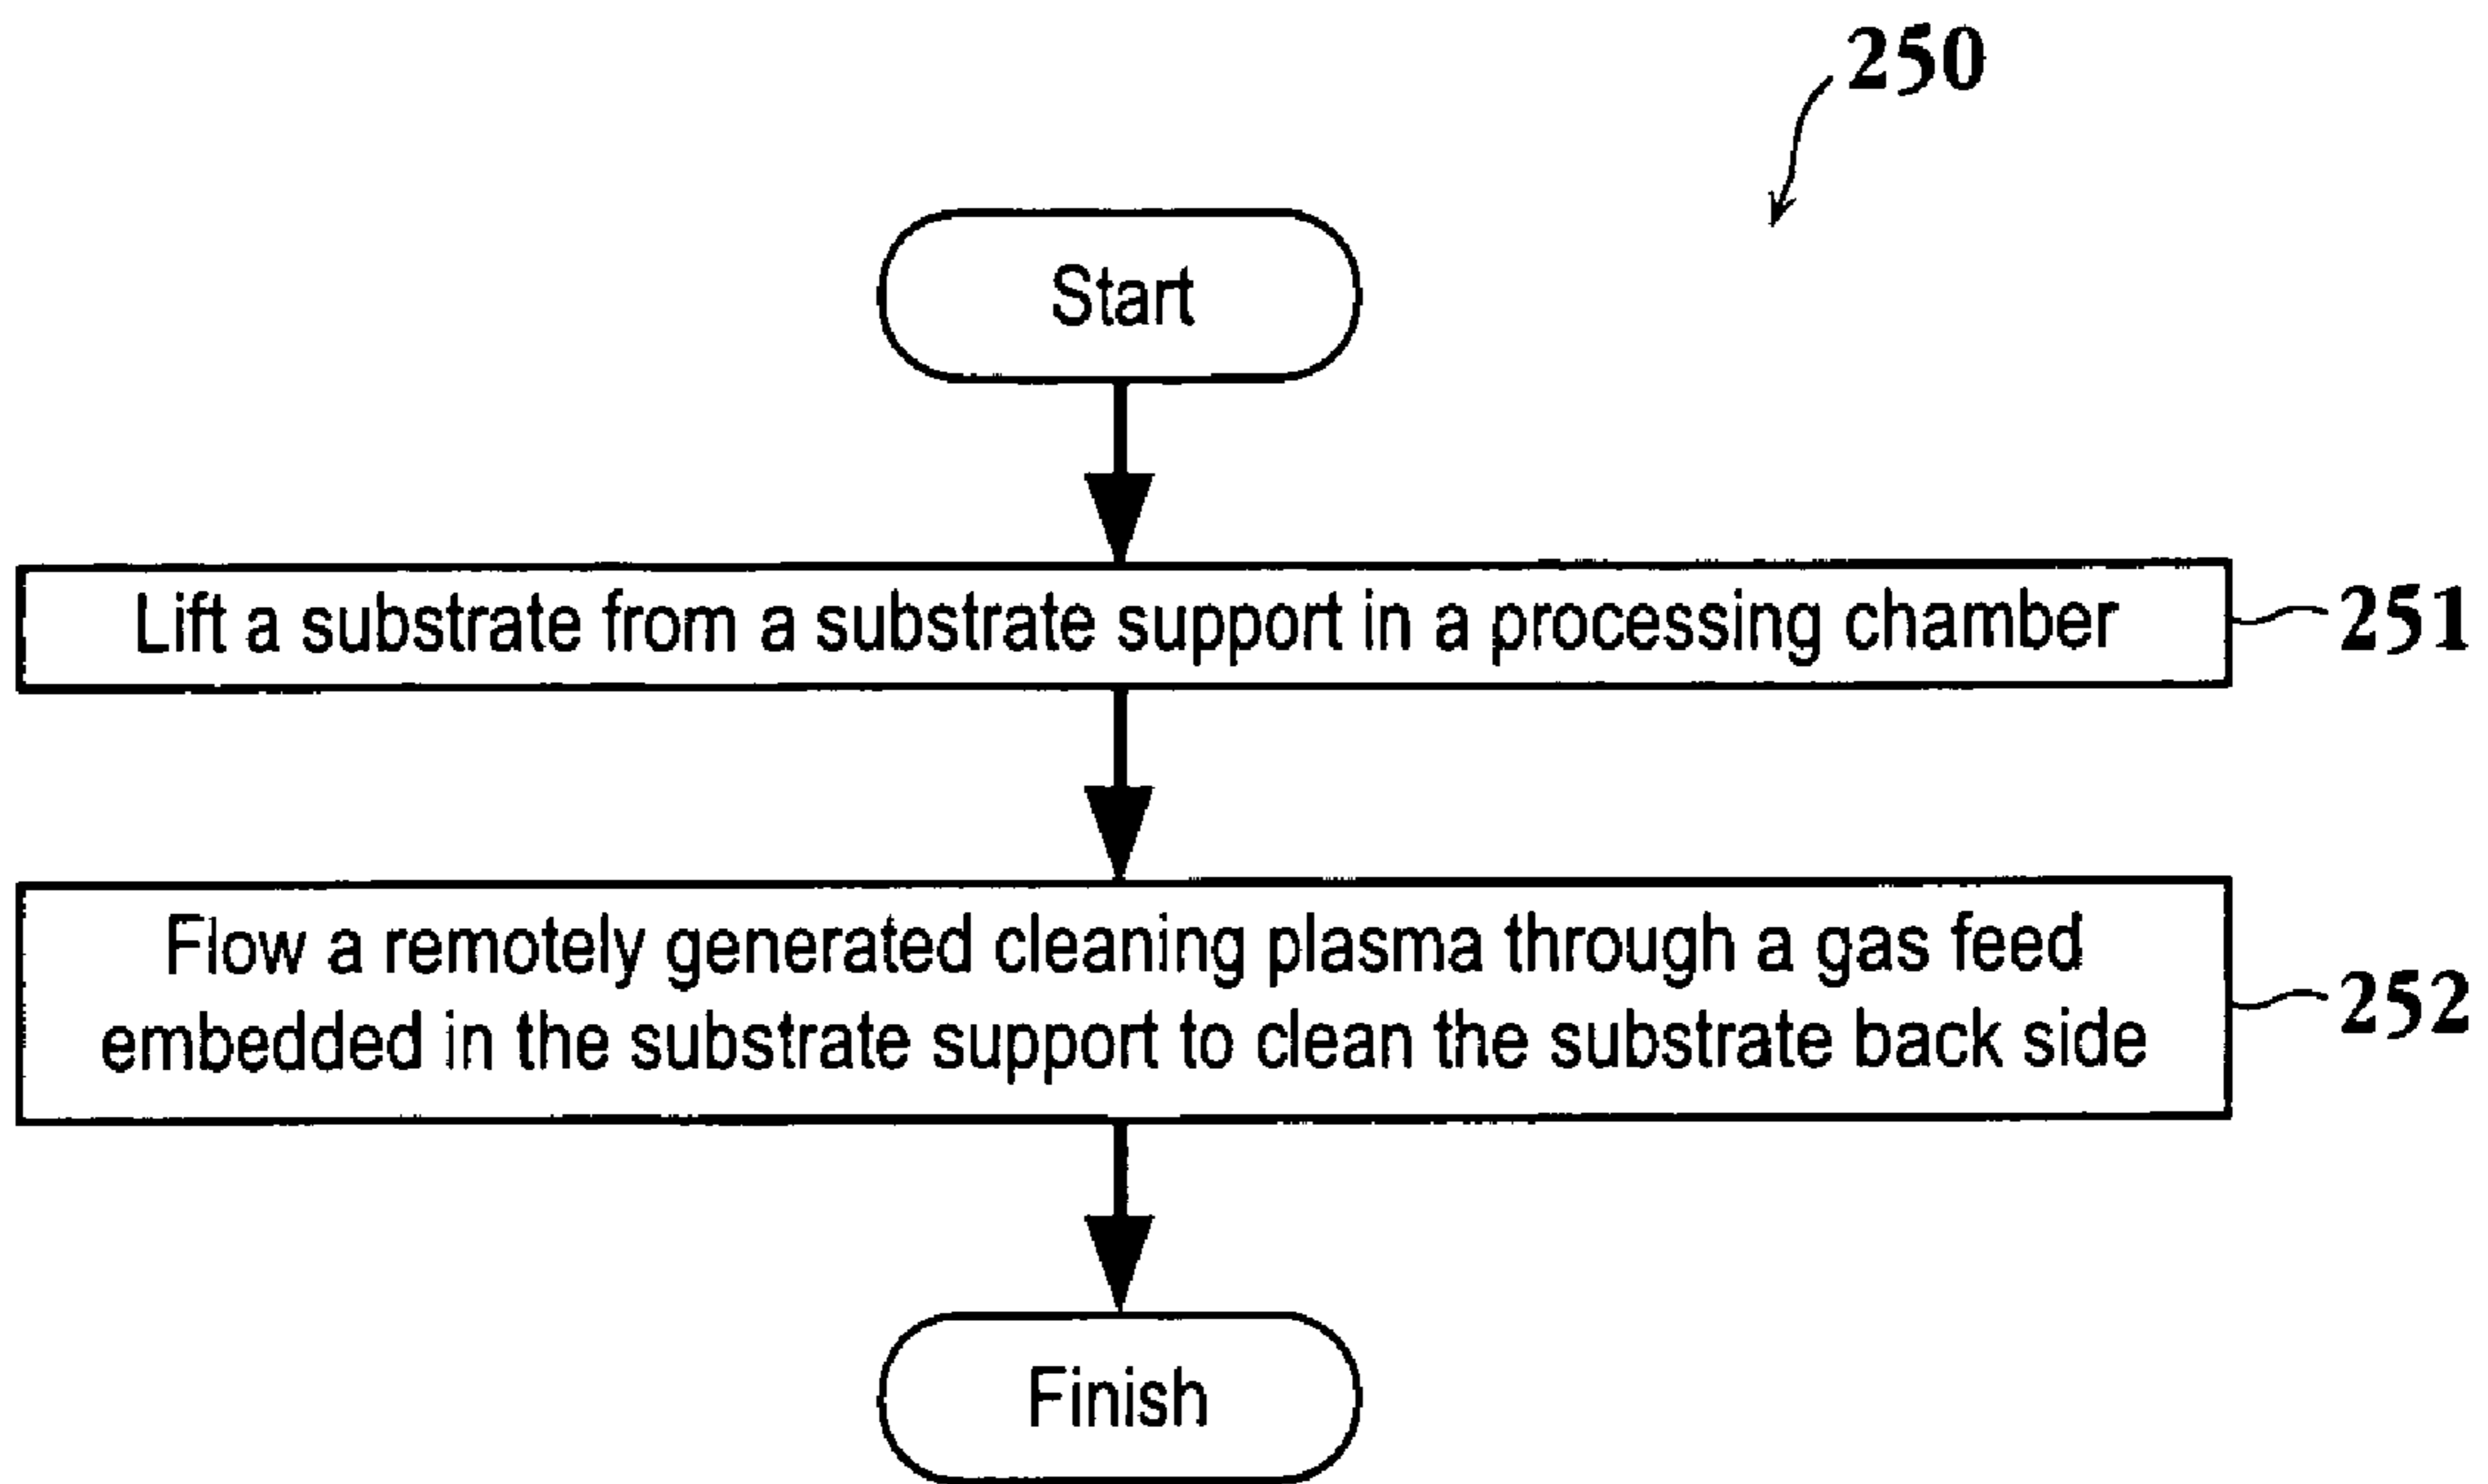 250
Start
Lift a substrate from a substrate support in a processing chamber
251
Flow a remotely generated cleaning plasma through a gas feed
embedded in the substrate support to clean the substrate back side
252
Finish